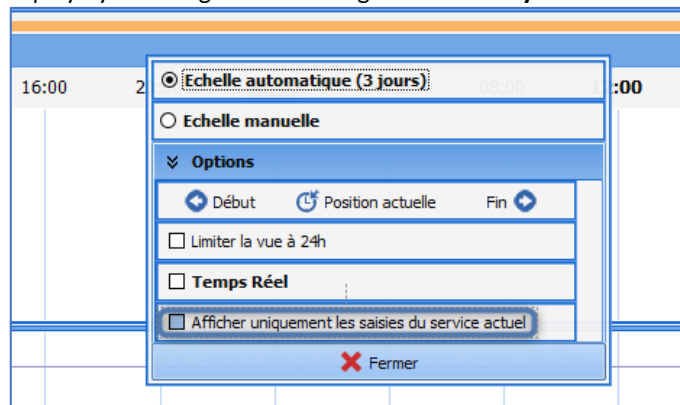 16:00
2
Echelle automatique (3 jours)
08:00
:00
Echelle manuelle
Options
Début Position actuelle Fin
Limiter la vue à 24h
Temps Réel
Afficher uniquement les saisies du service actuel
Fermer